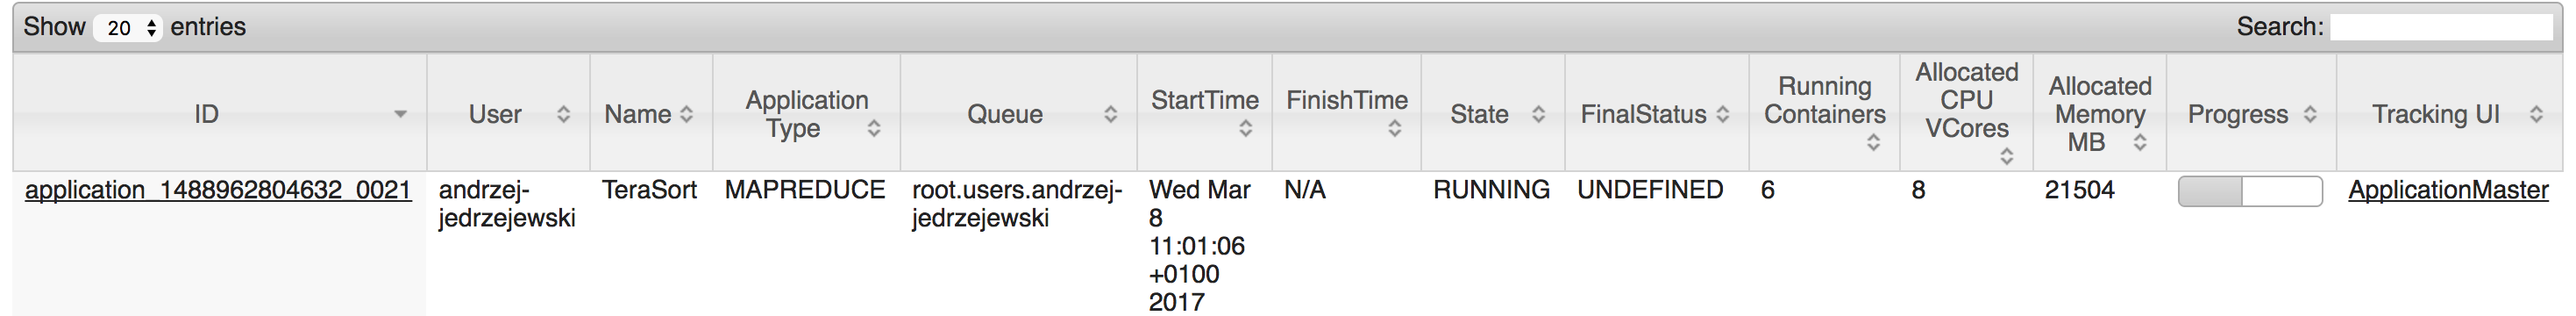 Show 20 entries Search:
ID User Name Application Type Queue StartTime FinishTime State FinalStatus Running Containers Allocated CPU VCores Allocated Memory MB Progress Tracking UI
application_1488962804632_0021 andrzej- TeraSort MAPREDUCE root.users.andrzej- Wed Mar N/A RUNNING UNDEFINED 6 8 21504 ApplicationMaster
jedrzejewski jedrzejewski 8
11:01:06
+0100
2017